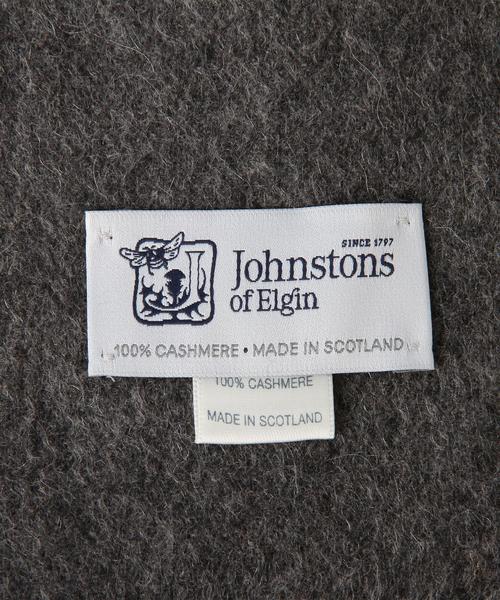 SINCE 1797
Johnstons
of Elgin
100% CASHMERE • MADE IN SCOTLAND
100% CASHMERE
MADE IN SCOTLAND